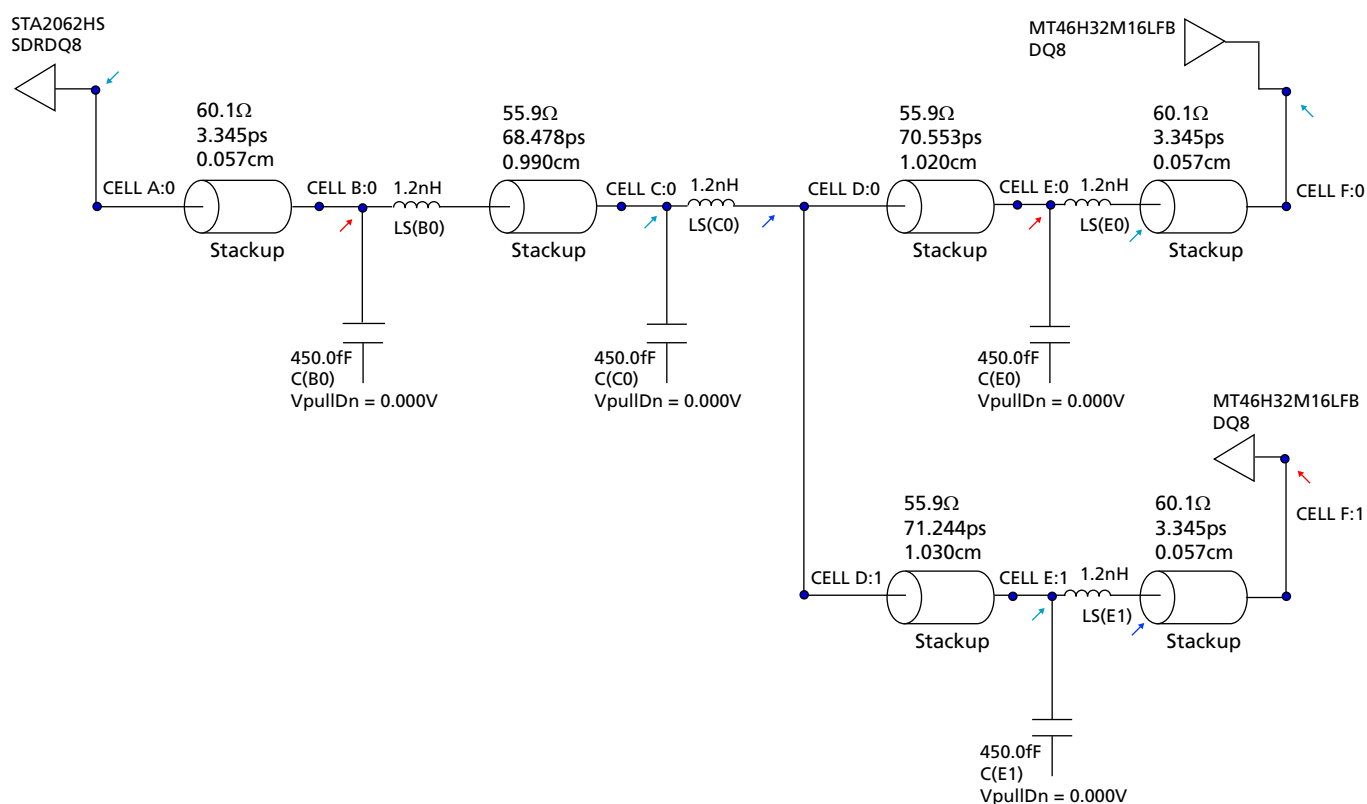 STA2062HS
SDRDQ8
MT46H32M16LFB
DQ8
60.1Ω
3.345ps
0.057cm
55.9Ω
68.478ps
0.990cm
55.9Ω
70.553ps
1.020cm
60.1Ω
3.345ps
0.057cm
CELL A:0
CELL B:0
1.2nH
LS(B0)
CELL C:0
1.2nH
LS(C0)
CELL D:0
CELL E:0
1.2nH
LS(E0)
CELL F:0
Stackup
Stackup
Stackup
Stackup
450.0fF
C(B0)
VpullDn = 0.000V
450.0fF
C(C0)
VpullDn = 0.000V
450.0fF
C(E0)
VpullDn = 0.000V
MT46H32M16LFB
DQ8
55.9Ω
71.244ps
1.030cm
60.1Ω
3.345ps
0.057cm
CELL F:1
CELL D:1
CELL E:1
1.2nH
LS(E1)
Stackup
Stackup
450.0fF
C(E1)
VpullDn = 0.000V